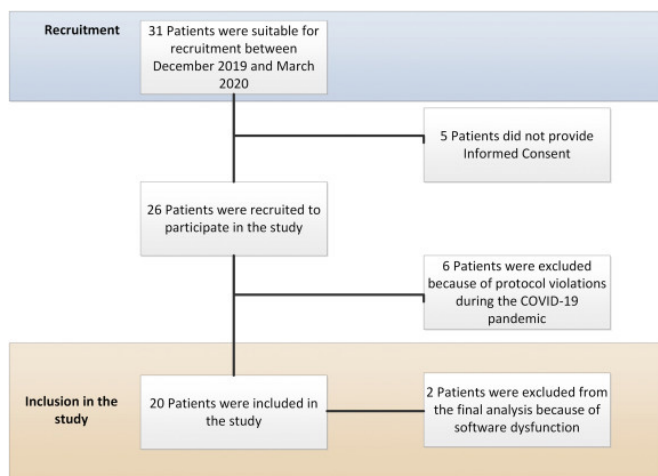 Recruitment
31 Patients were suitable for
recruitment between
December 2019 and March
2020
5 Patients did not provide
Informed Consent
26 Patients were recruited to
participate in the study
6 Patients were excluded
because of protocol violations
during the COVID-19
pandemic
Inclusion in the
study
20 Patients were included in
the study
2 Patients were excluded from
the final analysis because of
software dysfunction